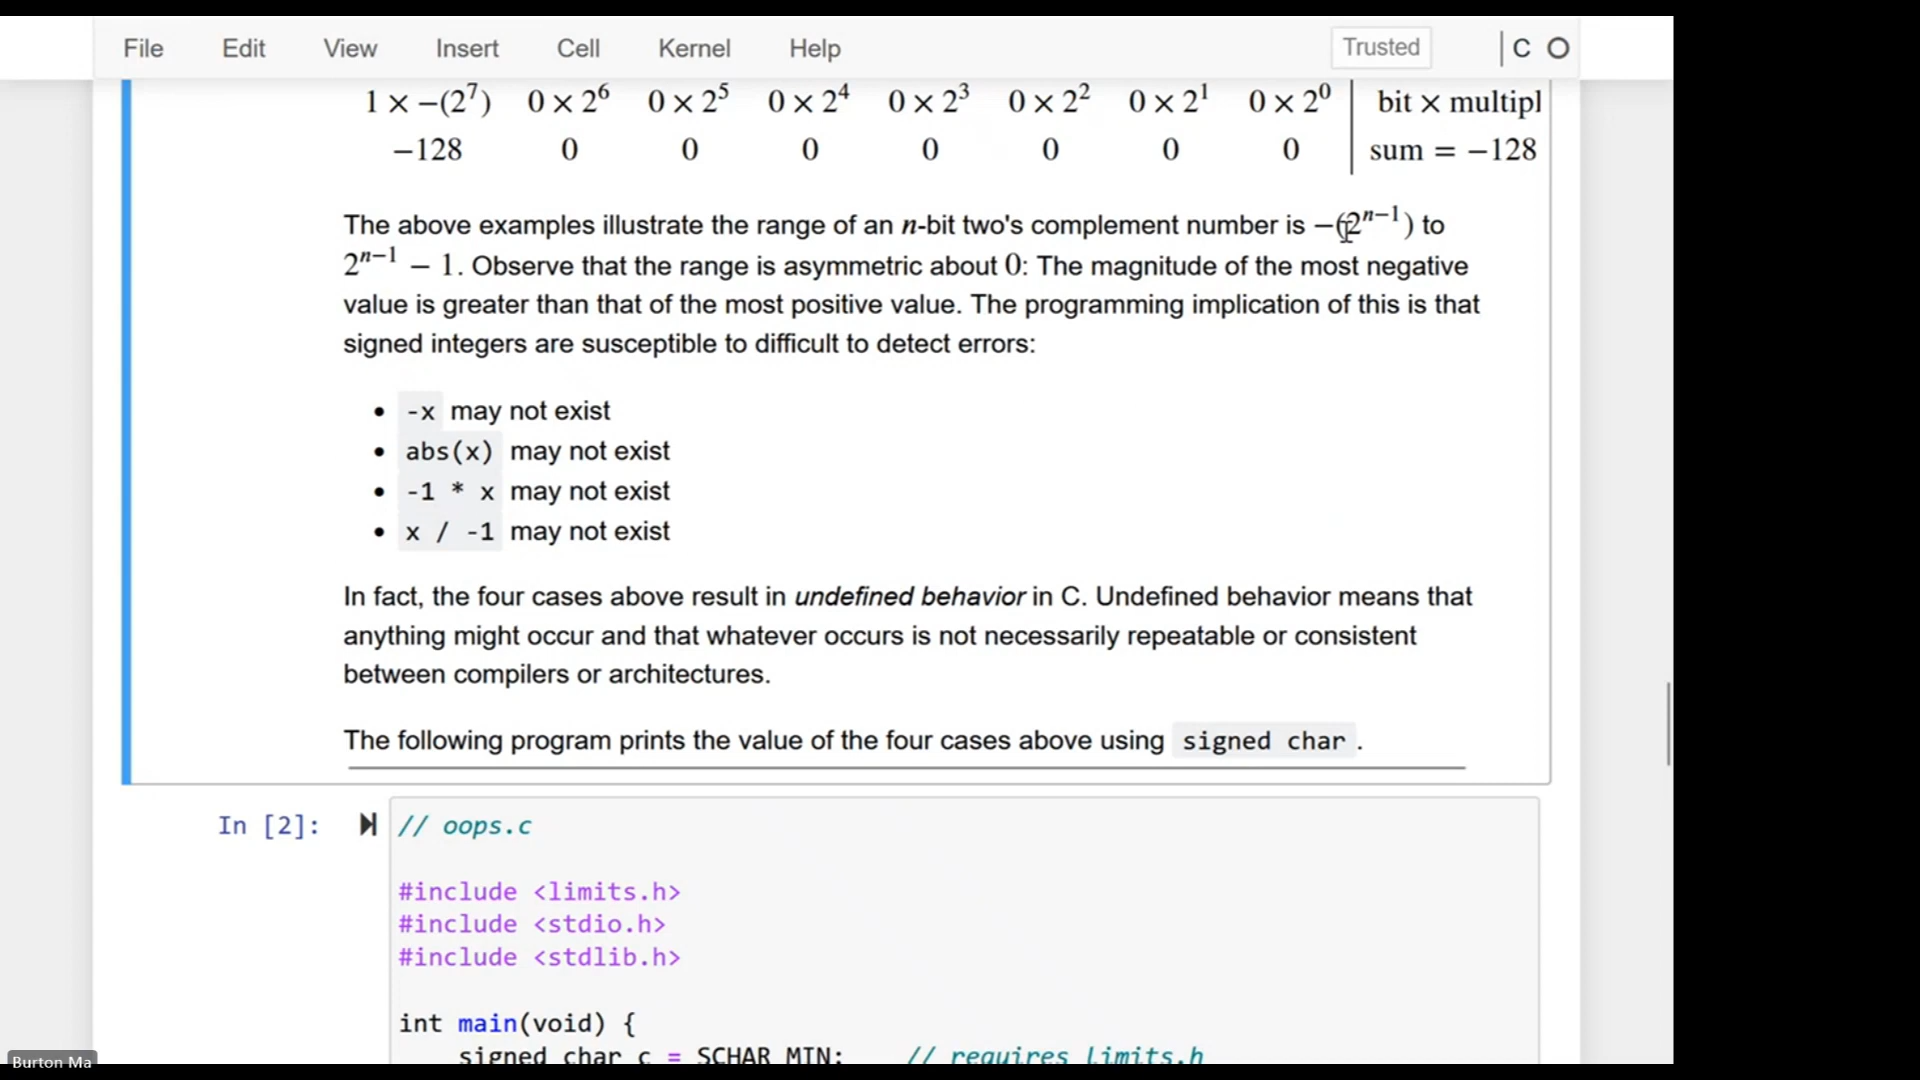 File Edit View Insert Cell Kernel Help Trusted C
1 × −(2⁷) 0 × 2⁶ 0 × 2⁵ 0 × 2⁴ 0 × 2³ 0 × 2² 0 × 2¹ 0 × 2⁰ bit × multipl
−128 0 0 0 0 0 0 0 sum = −128
The above examples illustrate the range of an n-bit two's complement number is −(2ⁿ⁻¹) to
2ⁿ⁻¹ − 1. Observe that the range is asymmetric about 0: The magnitude of the most negative
value is greater than that of the most positive value. The programming implication of this is that
signed integers are susceptible to difficult to detect errors:
• -x may not exist
• abs(x) may not exist
• -1 * x may not exist
• x / -1 may not exist
In fact, the four cases above result in undefined behavior in C. Undefined behavior means that
anything might occur and that whatever occurs is not necessarily repeatable or consistent
between compilers or architectures.
The following program prints the value of the four cases above using signed char .
In [2]: // oops.c
#include <limits.h>
#include <stdio.h>
#include <stdlib.h>
int main(void) {
signed char c = SCHAR_MIN; // requires limits.h
Burton Ma